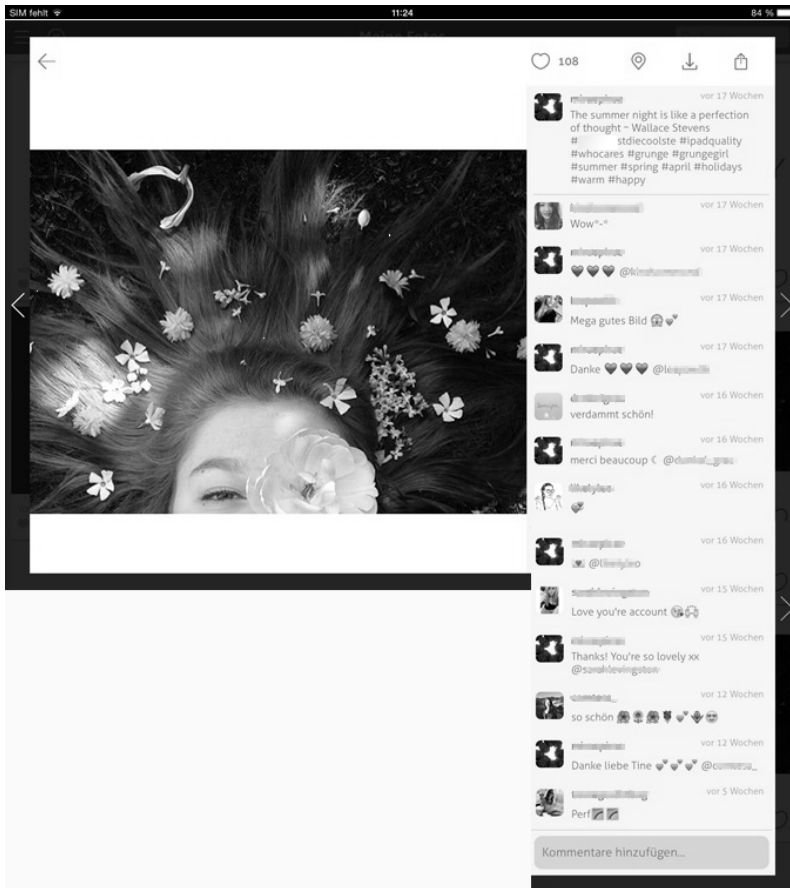 SIM fehlt
11:24
84 %
Meine Fotos
108
vor 17 Wochen
The summer night is like a perfection
of thought – Wallace Stevens
# stdiecoolste #ipadquality
#whocares #grunge #grungegirl
#summer #spring #april #holidays
#warm #happy
vor 17 Wochen
Wow*-*
vor 17 Wochen
vor 17 Wochen
Mega gutes Bild
vor 17 Wochen
Danke
vor 16 Wochen
verdammt schön!
vor 16 Wochen
merci beaucoup
vor 16 Wochen
vor 16 Wochen
vor 15 Wochen
Love you're account
vor 15 Wochen
Thanks! You're so lovely xx
vor 12 Wochen
so schön
vor 12 Wochen
Danke liebe Tine
vor 5 Wochen
Perf
Kommentare hinzufügen...